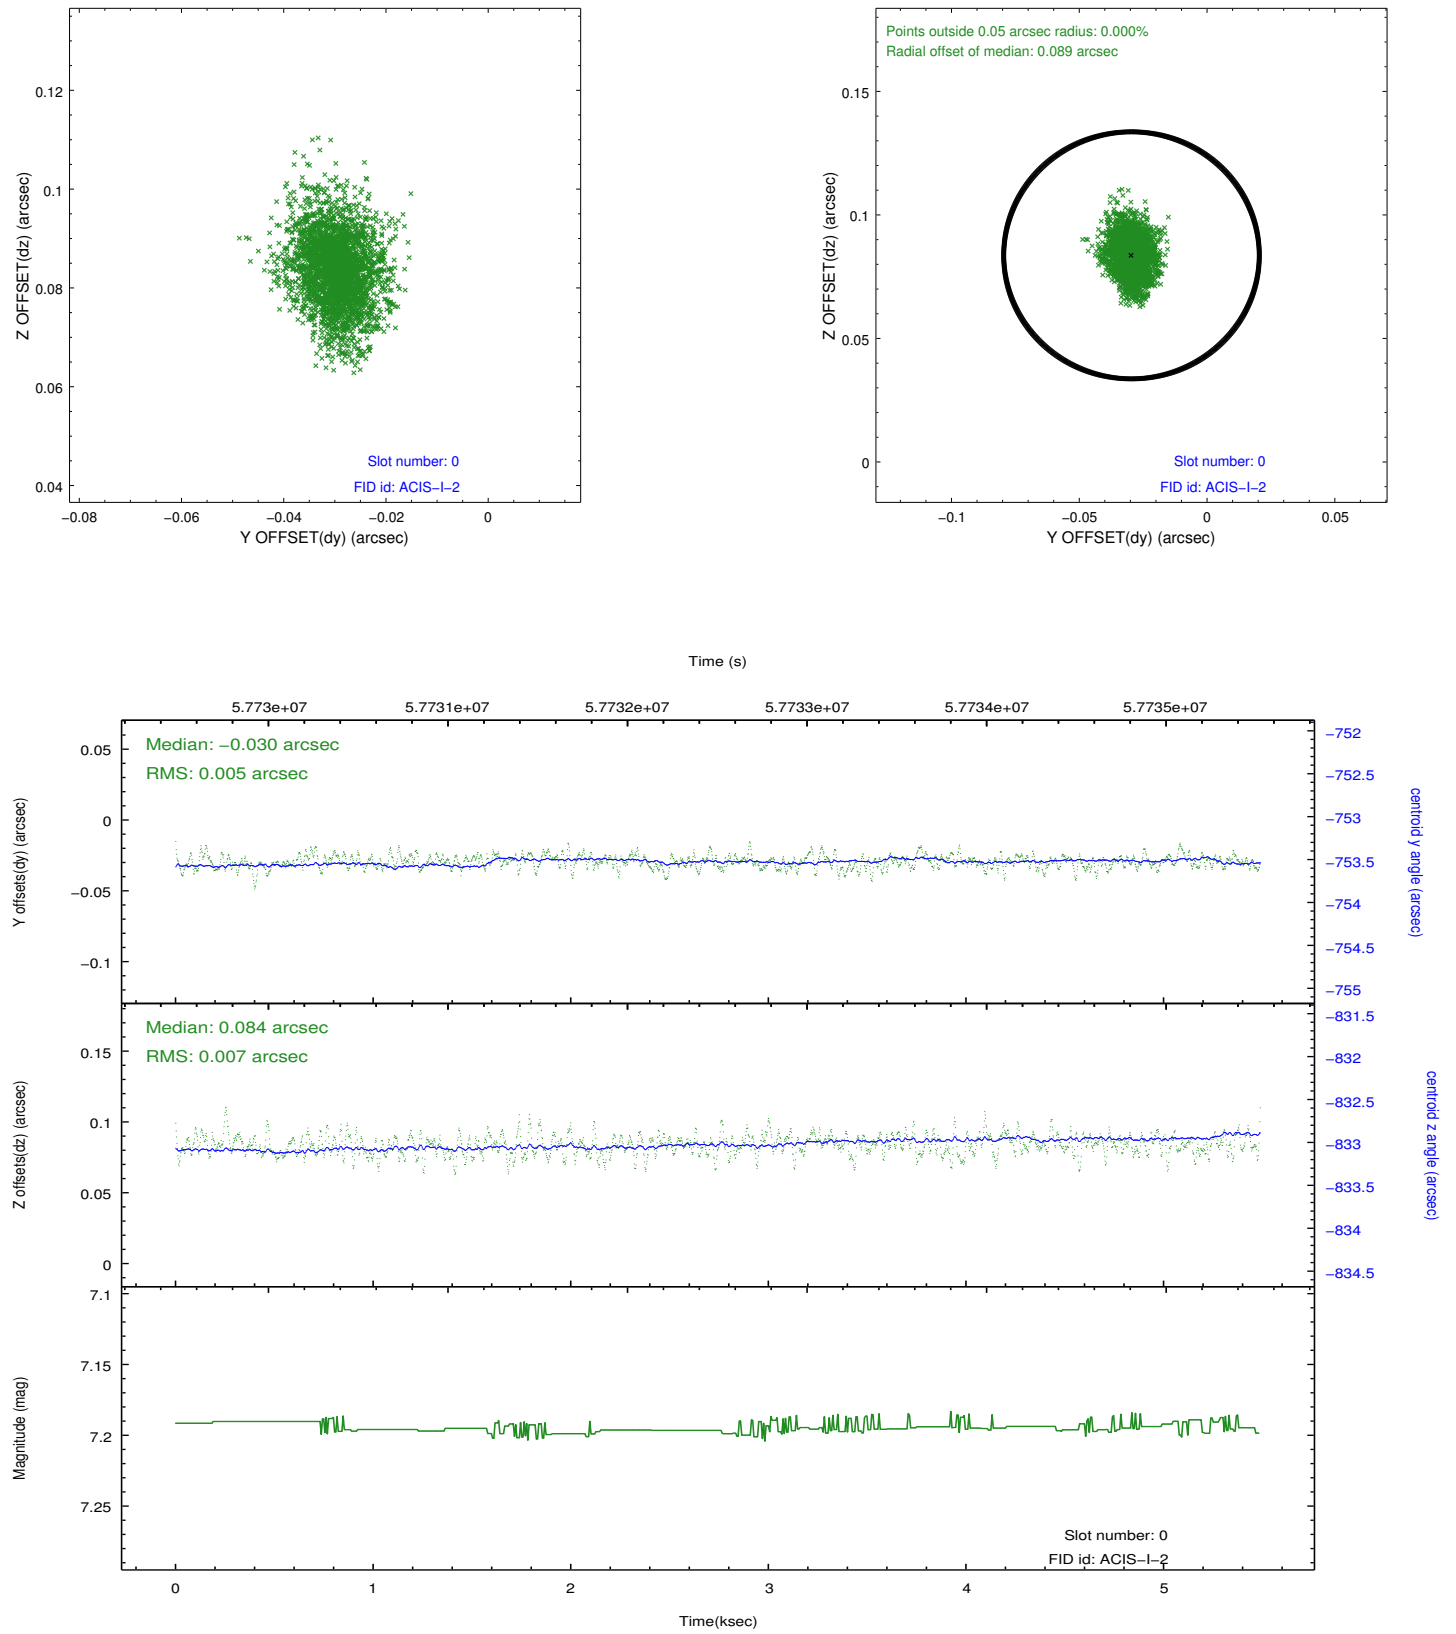 0.12
0.1
0.08
0.06
0.04
Z OFFSET(dz) (arcsec)
Slot number: 0
FID id: ACIS−I−2
−0.08
−0.06
−0.04
−0.02
0
Y OFFSET(dy) (arcsec)
Points outside 0.05 arcsec radius: 0.000%
Radial offset of median: 0.089 arcsec
0.15
0.1
0.05
0
Z OFFSET(dz) (arcsec)
Slot number: 0
FID id: ACIS−I−2
−0.1
−0.05
0
0.05
Y OFFSET(dy) (arcsec)
Time (s)
5.773e+07
5.7731e+07
5.7732e+07
5.7733e+07
5.7734e+07
5.7735e+07
Median: −0.030 arcsec
RMS: 0.005 arcsec
0.05
0
−0.05
−0.1
Y offsets(dy) (arcsec)
−752
−752.5
−753
−753.5
−754
−754.5
−755
centroid y angle (arcsec)
Median: 0.084 arcsec
RMS: 0.007 arcsec
0.15
0.1
0.05
0
Z offsets(dz) (arcsec)
−831.5
−832
−832.5
−833
−833.5
−834
−834.5
centroid z angle (arcsec)
7.1
7.15
7.2
7.25
Magnitude (mag)
Slot number: 0
FID id: ACIS−I−2
0
1
2
3
4
5
Time(ksec)